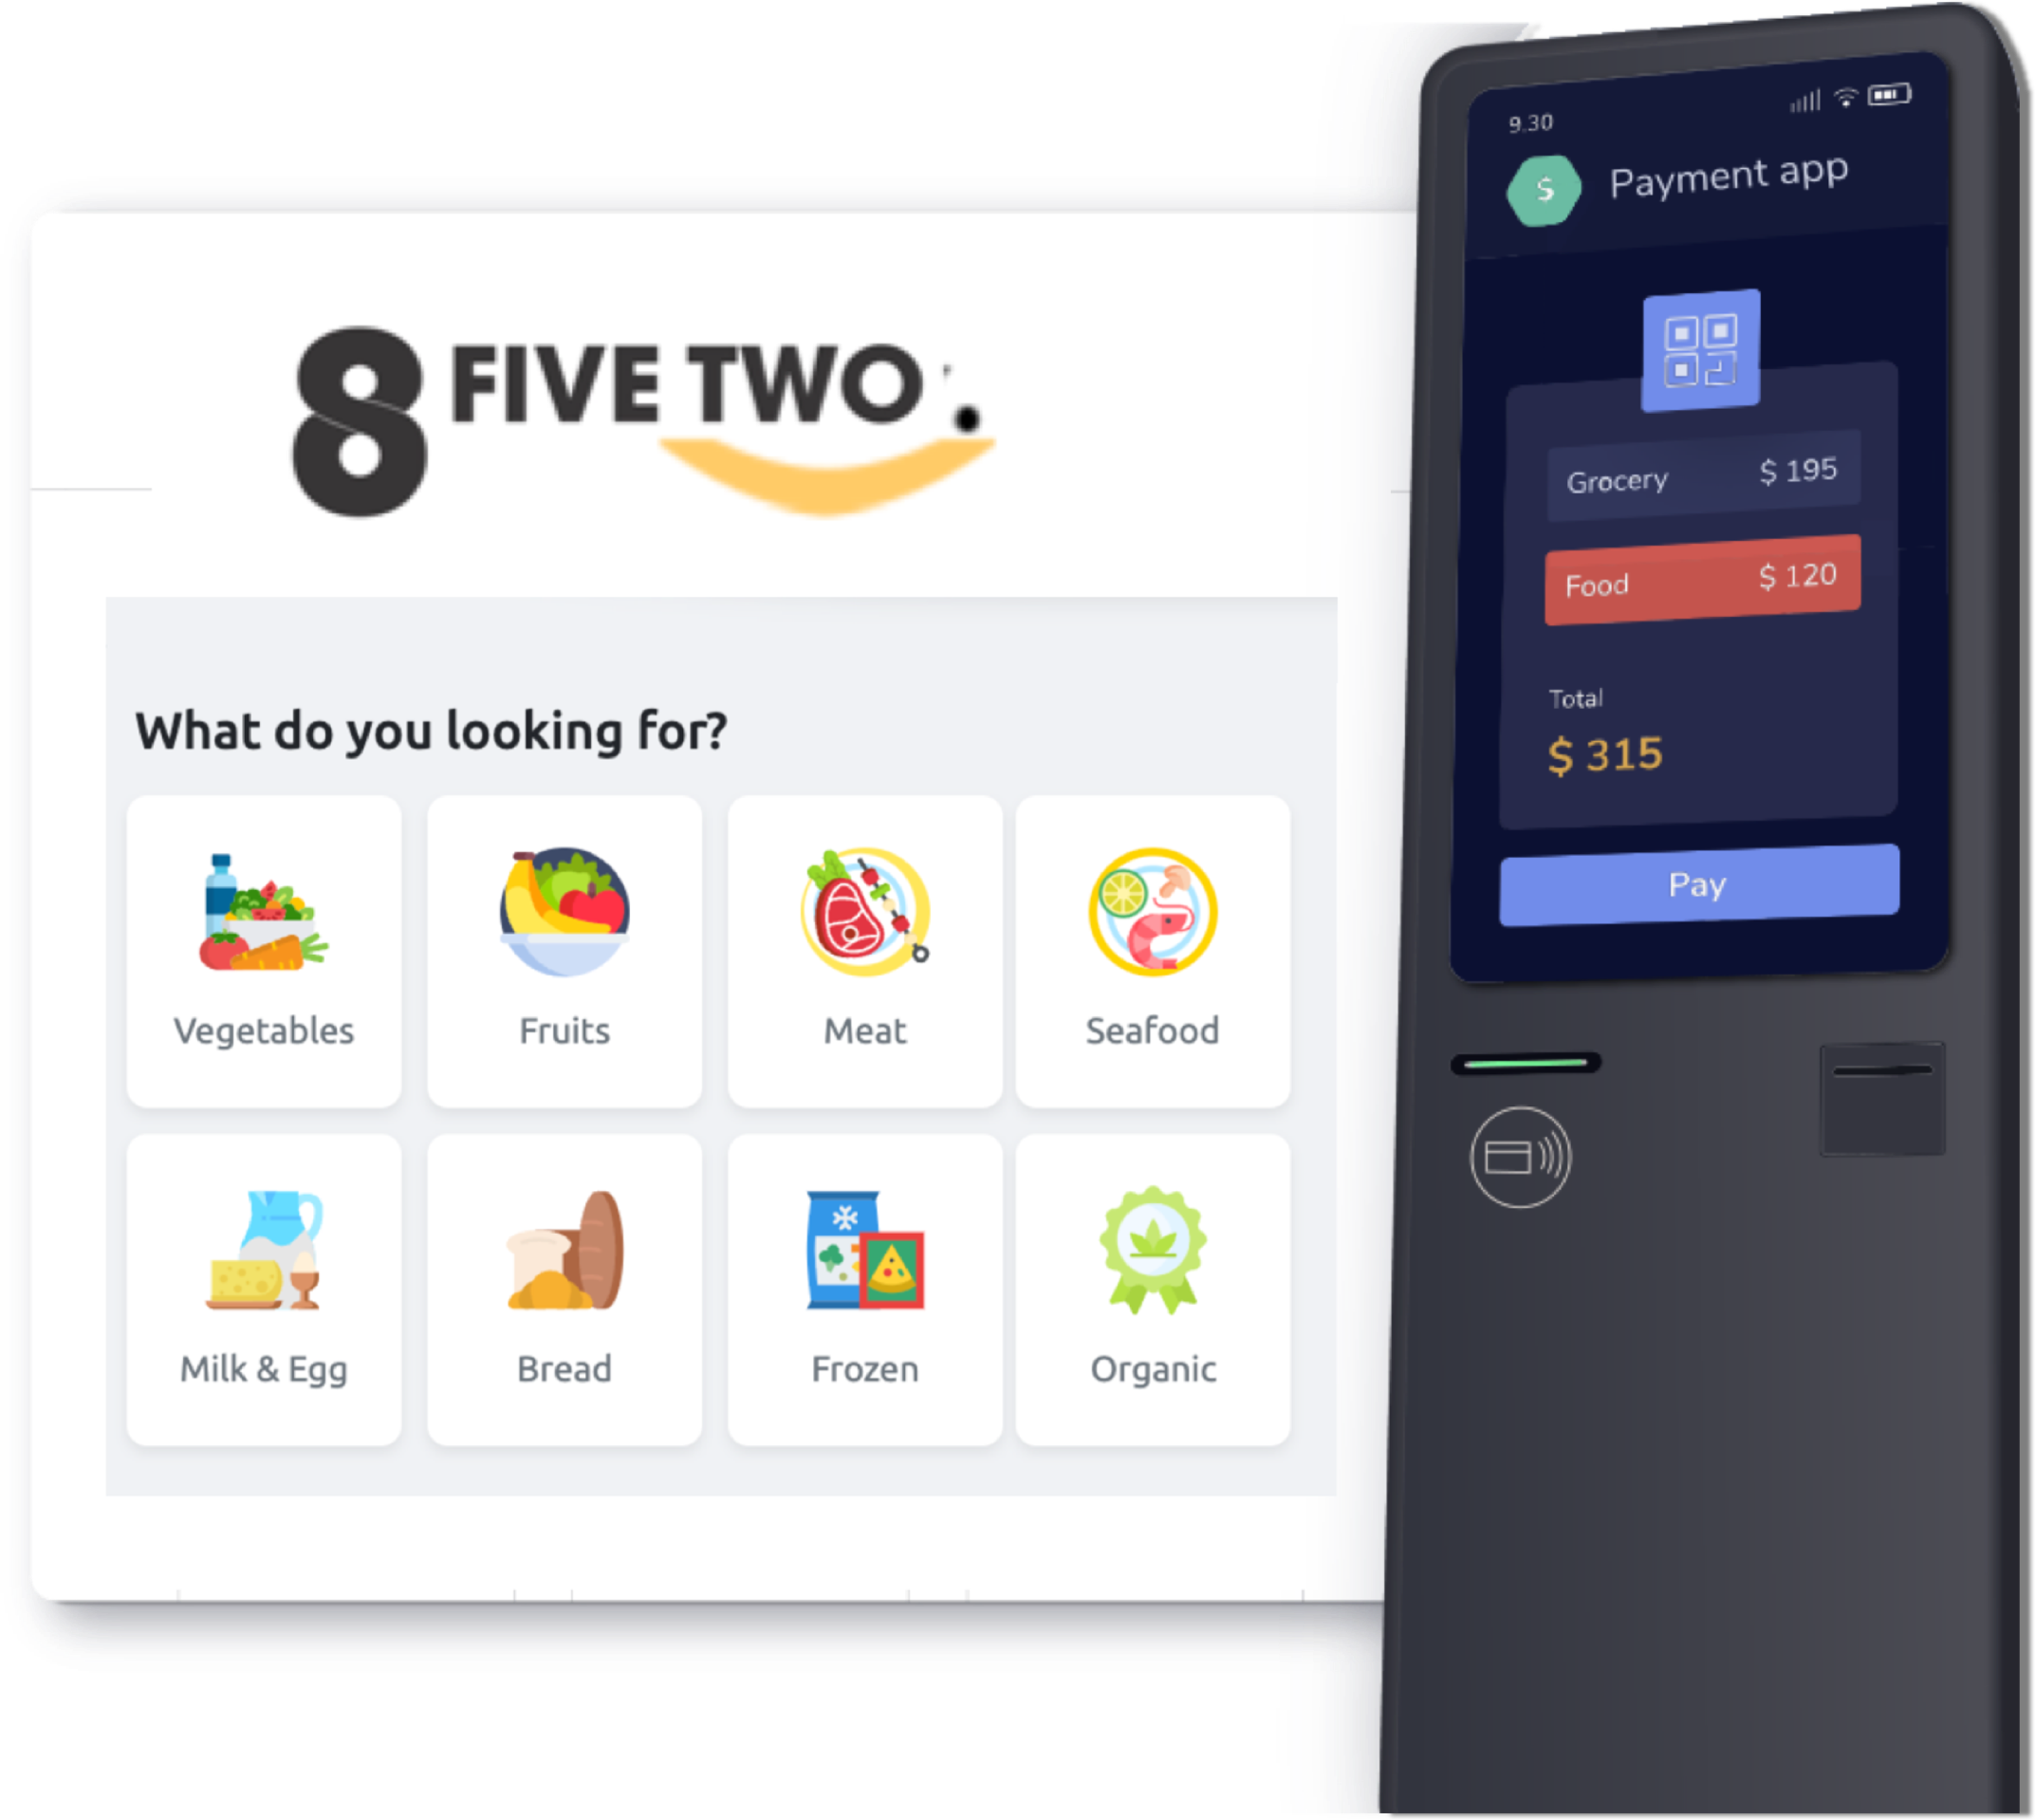 8 FIVE TWO
What do you looking for?
Vegetables
Fruits
Meat
Seafood
Milk & Egg
Bread
Frozen
Organic
9.30
$
Payment app
Grocery $ 195
Food $ 120
Total
$ 315
Pay